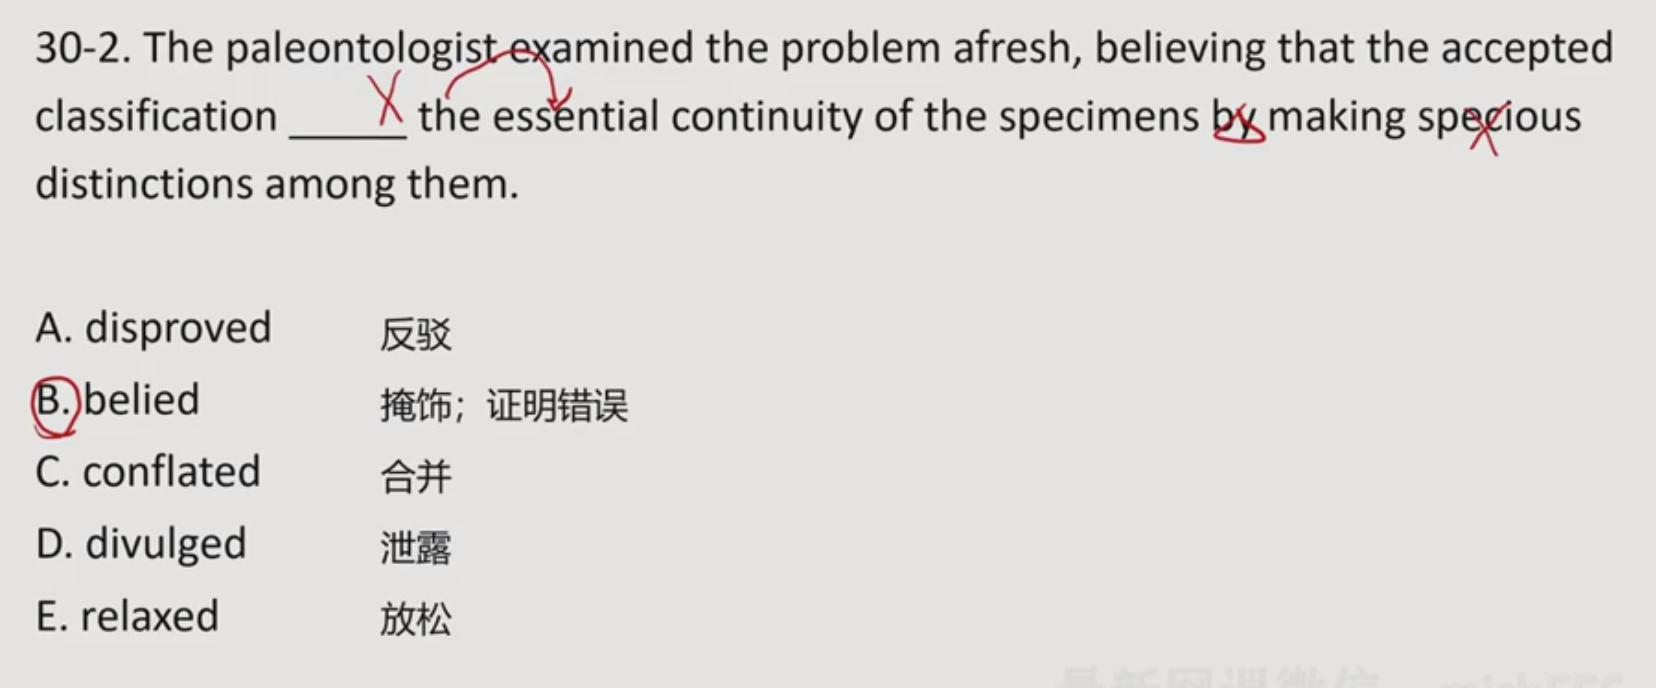 30-2. The paleontologist examined the problem afresh, believing that the accepted
classification _____ the essential continuity of the specimens by making specious
distinctions among them.
A. disproved 反驳
B. belied 掩饰；证明错误
C. conflated 合并
D. divulged 泄露
E. relaxed 放松